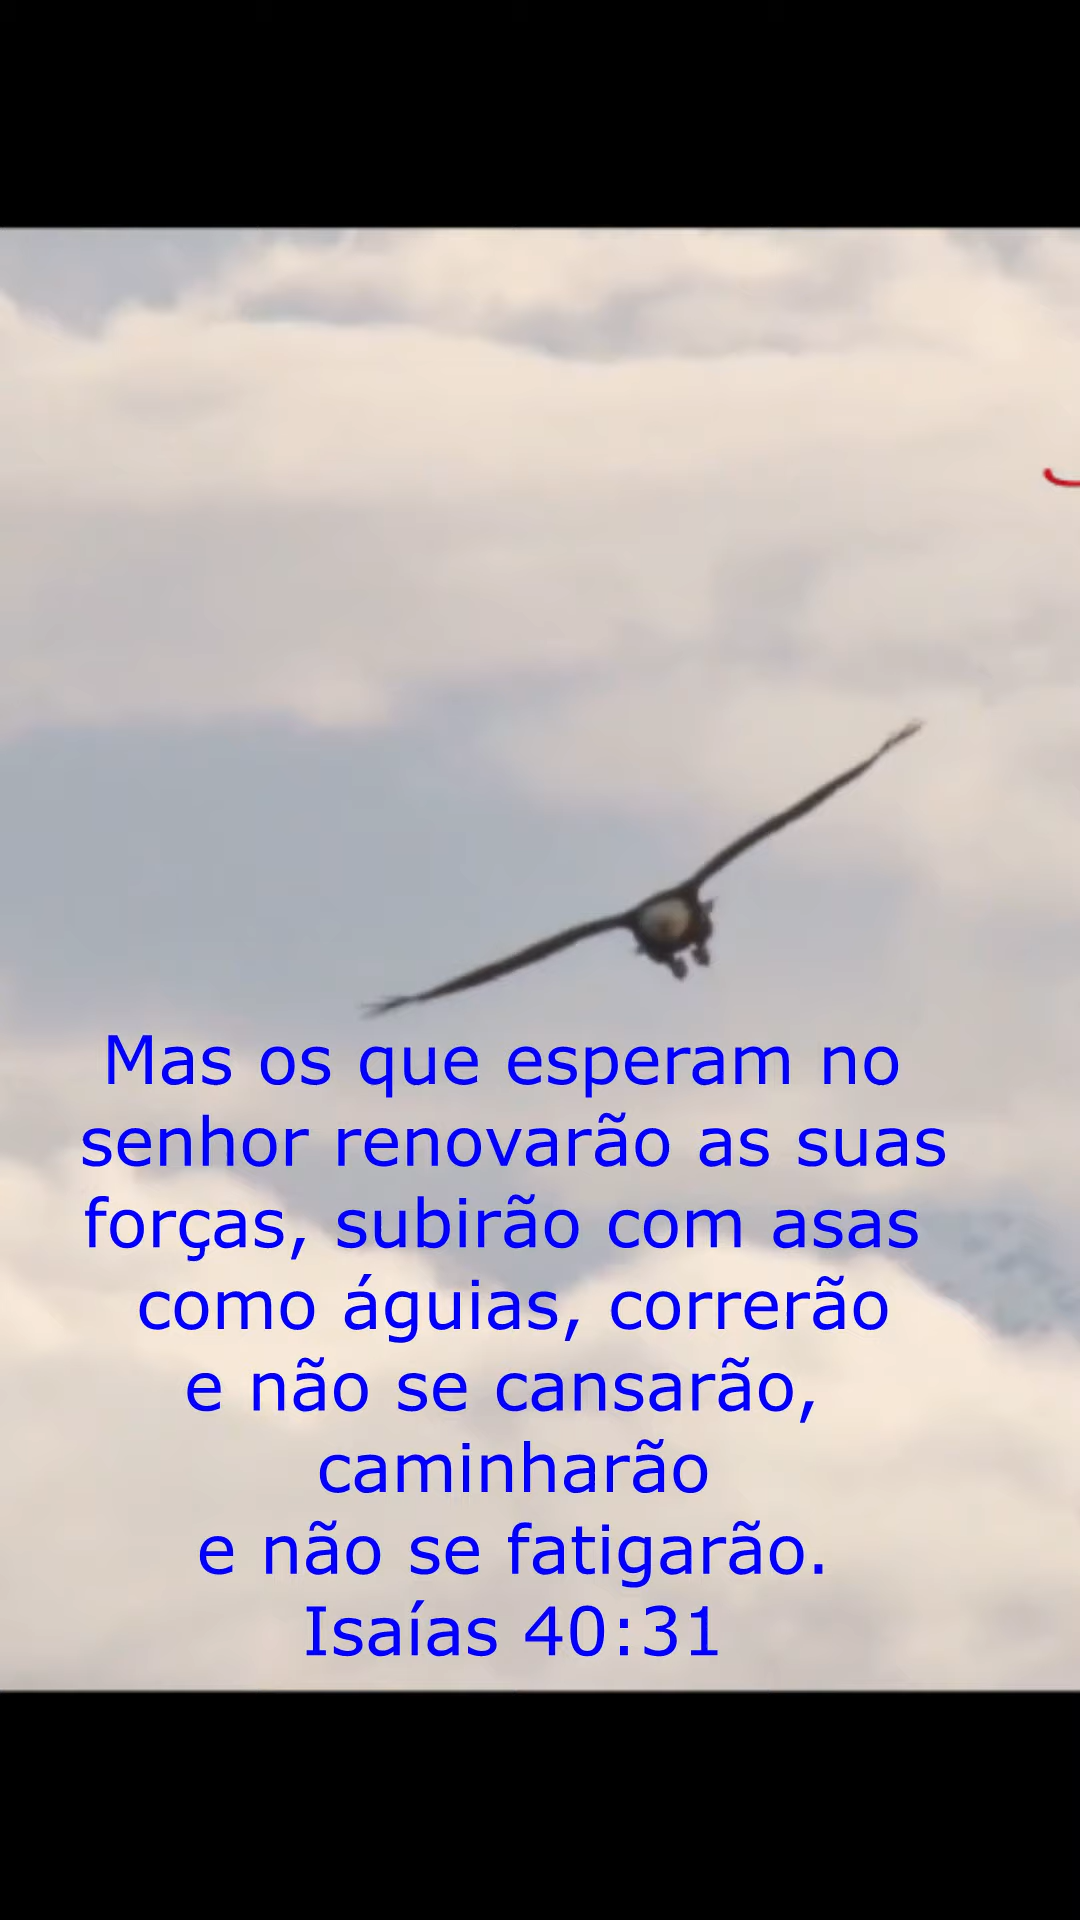 Mas os que esperam no
senhor renovarão as suas
forças, subirão com asas
como águias, correrão
e não se cansarão,
caminharão
e não se fatigarão.
Isaías 40:31